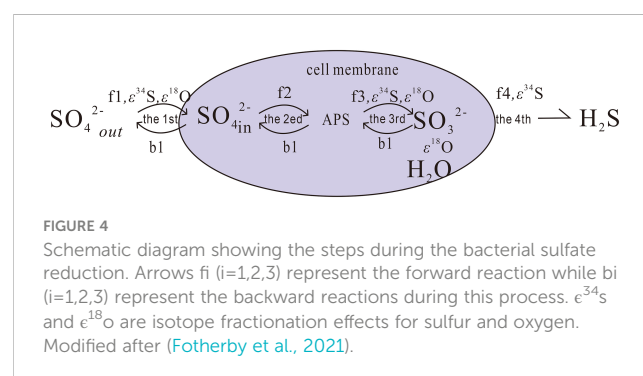 cell membrane
f1,ε³⁴S,ε¹⁸O f2 f3,ε³⁴S,ε¹⁸O f4,ε³⁴S
SO₄²⁻out the 1st SO₄²⁻in the 2ed APS the 3rd SO₃²⁻ the 4th H₂S
b1 b1 b1 ε¹⁸O
H₂O
FIGURE 4
Schematic diagram showing the steps during the bacterial sulfate
reduction. Arrows fi (i=1,2,3) represent the forward reaction while bi
(i=1,2,3) represent the backward reactions during this process. ϵ³⁴s
and ϵ¹⁸o are isotope fractionation effects for sulfur and oxygen.
Modified after (Fotherby et al., 2021).